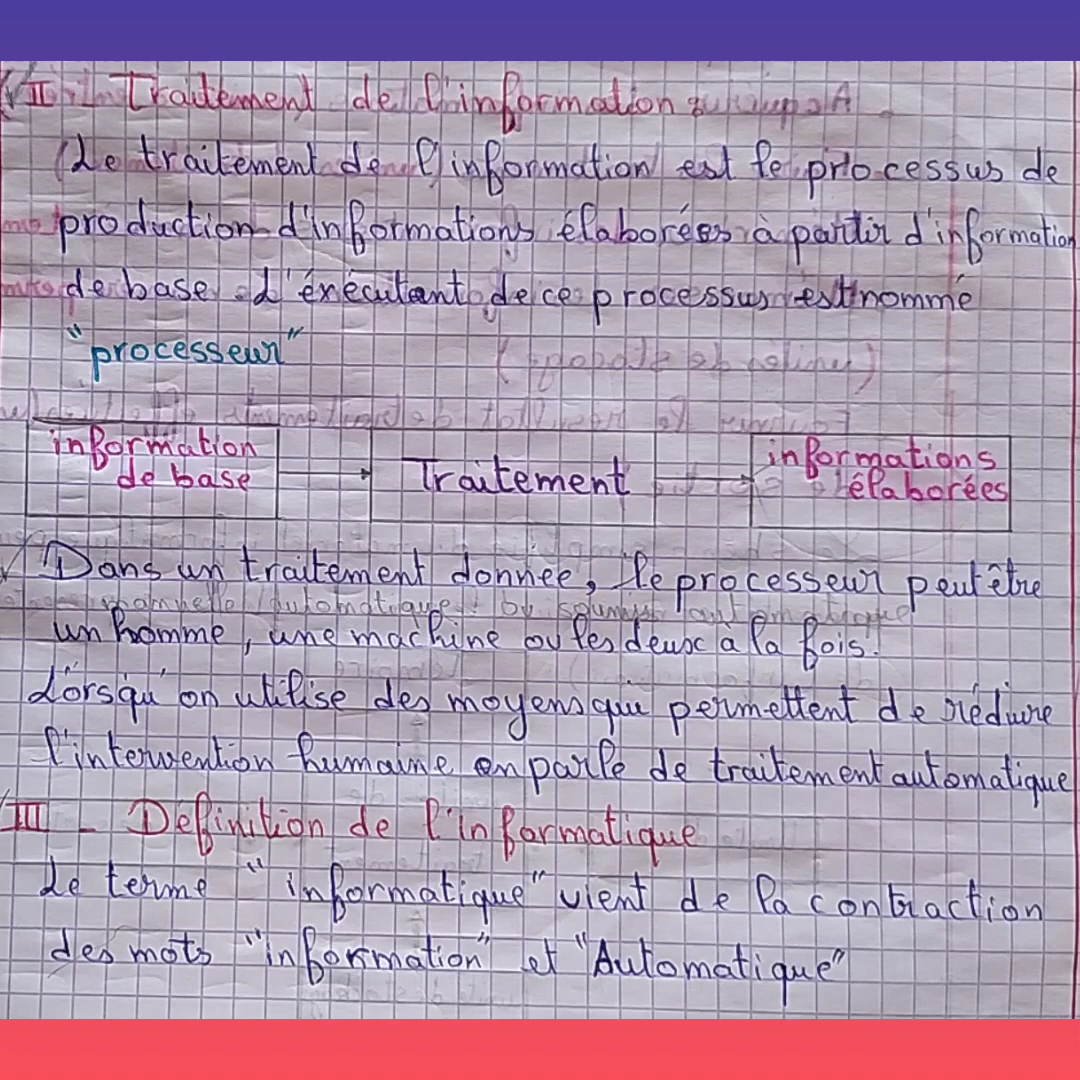 II - Traitement de l'information
Le traitement de l'information est le processus de
production d'informations élaborées à partir d'information
de base. L'éxécutant de ce processus est nommé
"processeur"
information
de base
Traitement
informations
élaborées
Dans un traitement donnée, le processeur peut être
un homme, une machine ou les deux a la fois.
Lorsqu'on utilise des moyens qui permettent de réduire
l'intervention humaine on parle de traitement automatique
III - Définition de l'informatique
Le terme "informatique" vient de la contraction
des mots "information" et "Automatique"